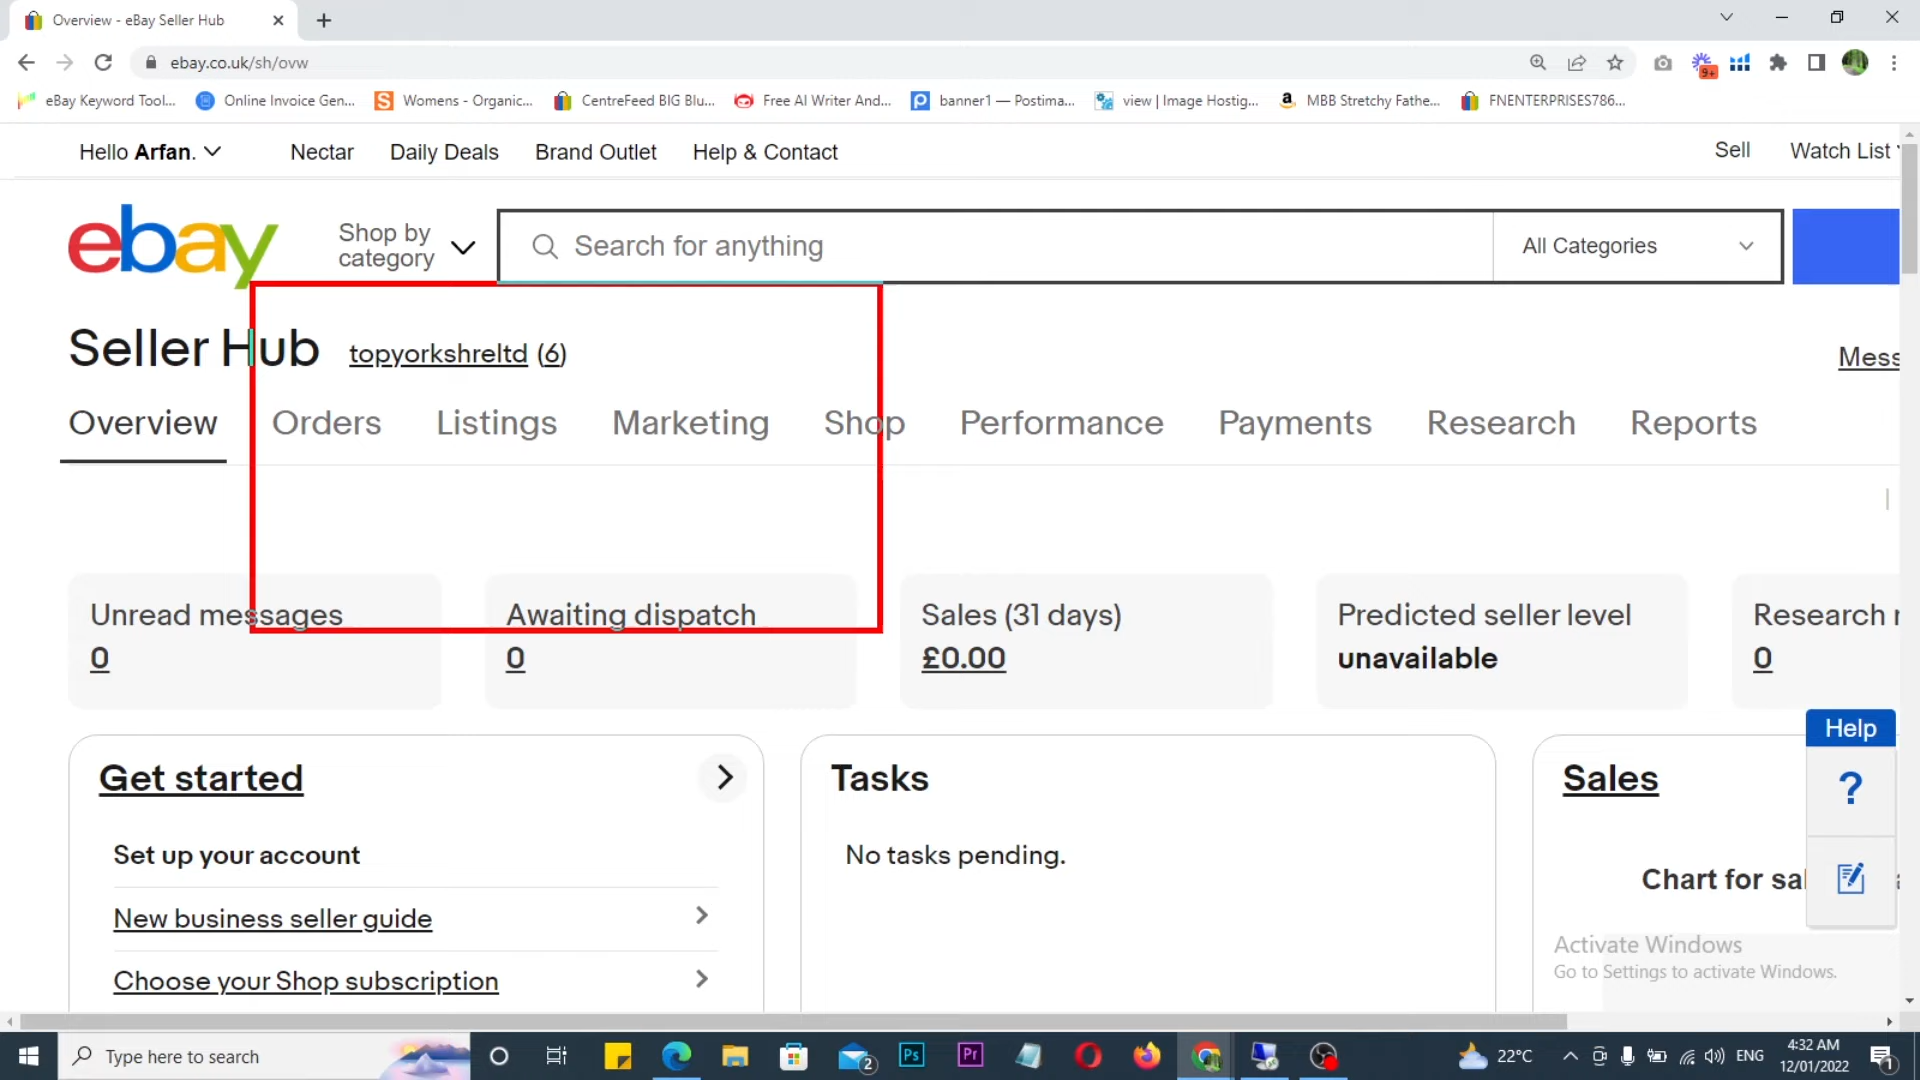 Overview - eBay Seller Hub
ebay.co.uk/sh/ovw
9+
eBay Keyword Tool...
Online Invoice Gen...
Womens - Organic...
CentreFeed BIG Blu...
Free AI Writer And...
banner1 — Postima...
view | Image Hostig...
MBB Stretchy Fathe...
FNENTERPRISES786...
Hello Arfan.
Nectar
Daily Deals
Brand Outlet
Help & Contact
Sell
Watch List
ebay
Shop by
category
Search for anything
All Categories
Seller Hub
topyorkshreltd (6)
Mess
Overview
Orders
Listings
Marketing
Shop
Performance
Payments
Research
Reports
Unread messages
0
Awaiting dispatch
0
Sales (31 days)
£0.00
Predicted seller level
unavailable
Research
0
Help
?
Get started
Set up your account
New business seller guide
Choose your Shop subscription
Tasks
No tasks pending.
Sales
Chart for sal
Activate Windows
Go to Settings to activate Windows.
Type here to search
2
Ps
Pr
22°C
ENG
4:32 AM
12/01/2022
1